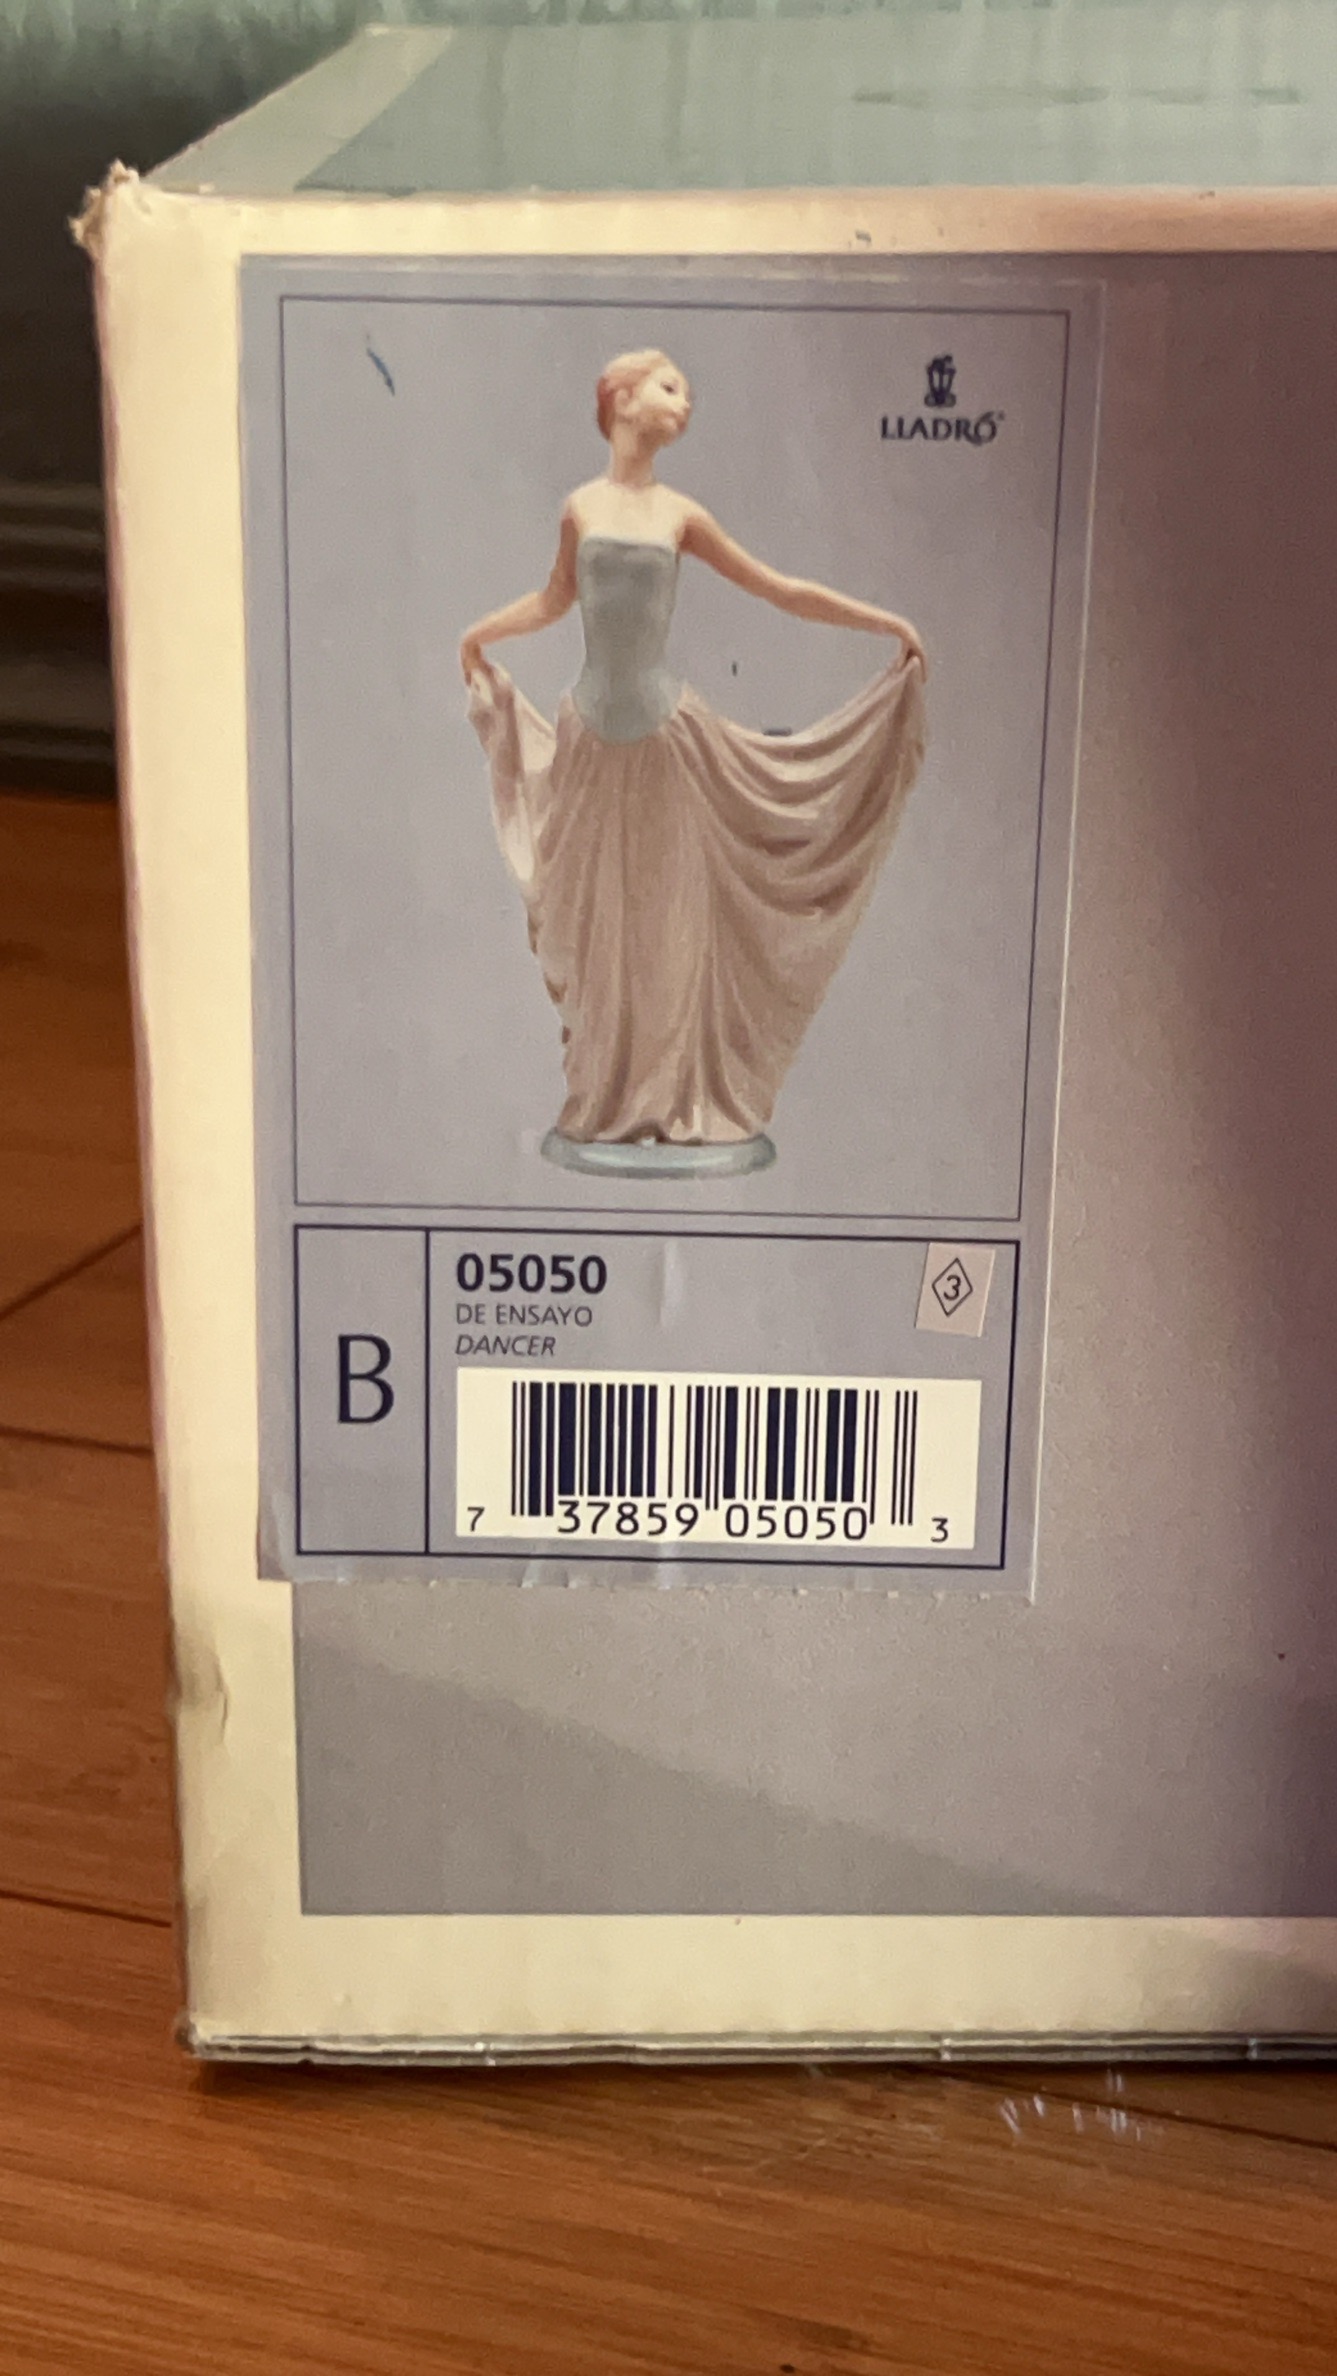 LLADRÓ®
05050
DE ENSAYO
DANCER
3
B
7 37859 05050 3